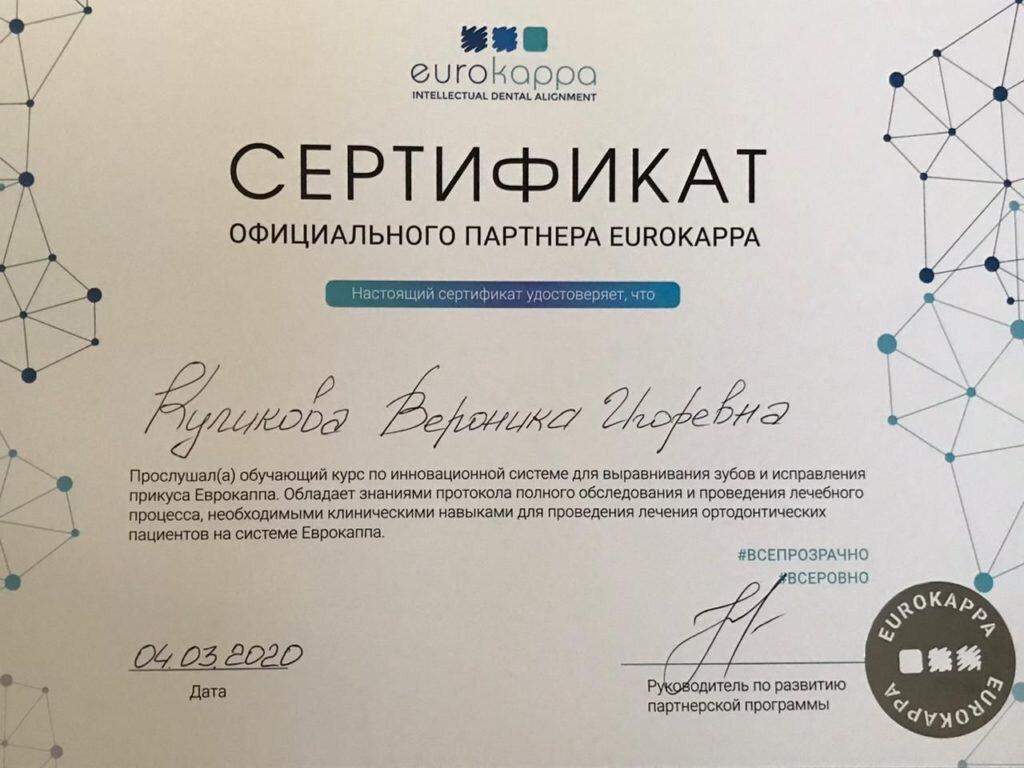 eurokappa
INTELLECTUAL DENTAL ALIGNMENT
СЕРТИФИКАТ
ОФИЦИАЛЬНОГО ПАРТНЕРА EUROKAPPA
Настоящий сертификат удостоверяет, что
Куликова Вероника Игоревна
Прослушал(а) обучающий курс по инновационной системе для выравнивания зубов и исправления
прикуса Еврокаппа. Обладает знаниями протокола полного обследования и проведения лечебного
процесса, необходимыми клиническими навыками для проведения лечения ортодонтических
пациентов на системе Еврокаппа.
#ВСЕПРОЗРАЧНО
#ВСЕРОВНО
04.03.2020
Дата
Руководитель по развитию
партнерской программы
EUROKAPPA
EUROKAPPA